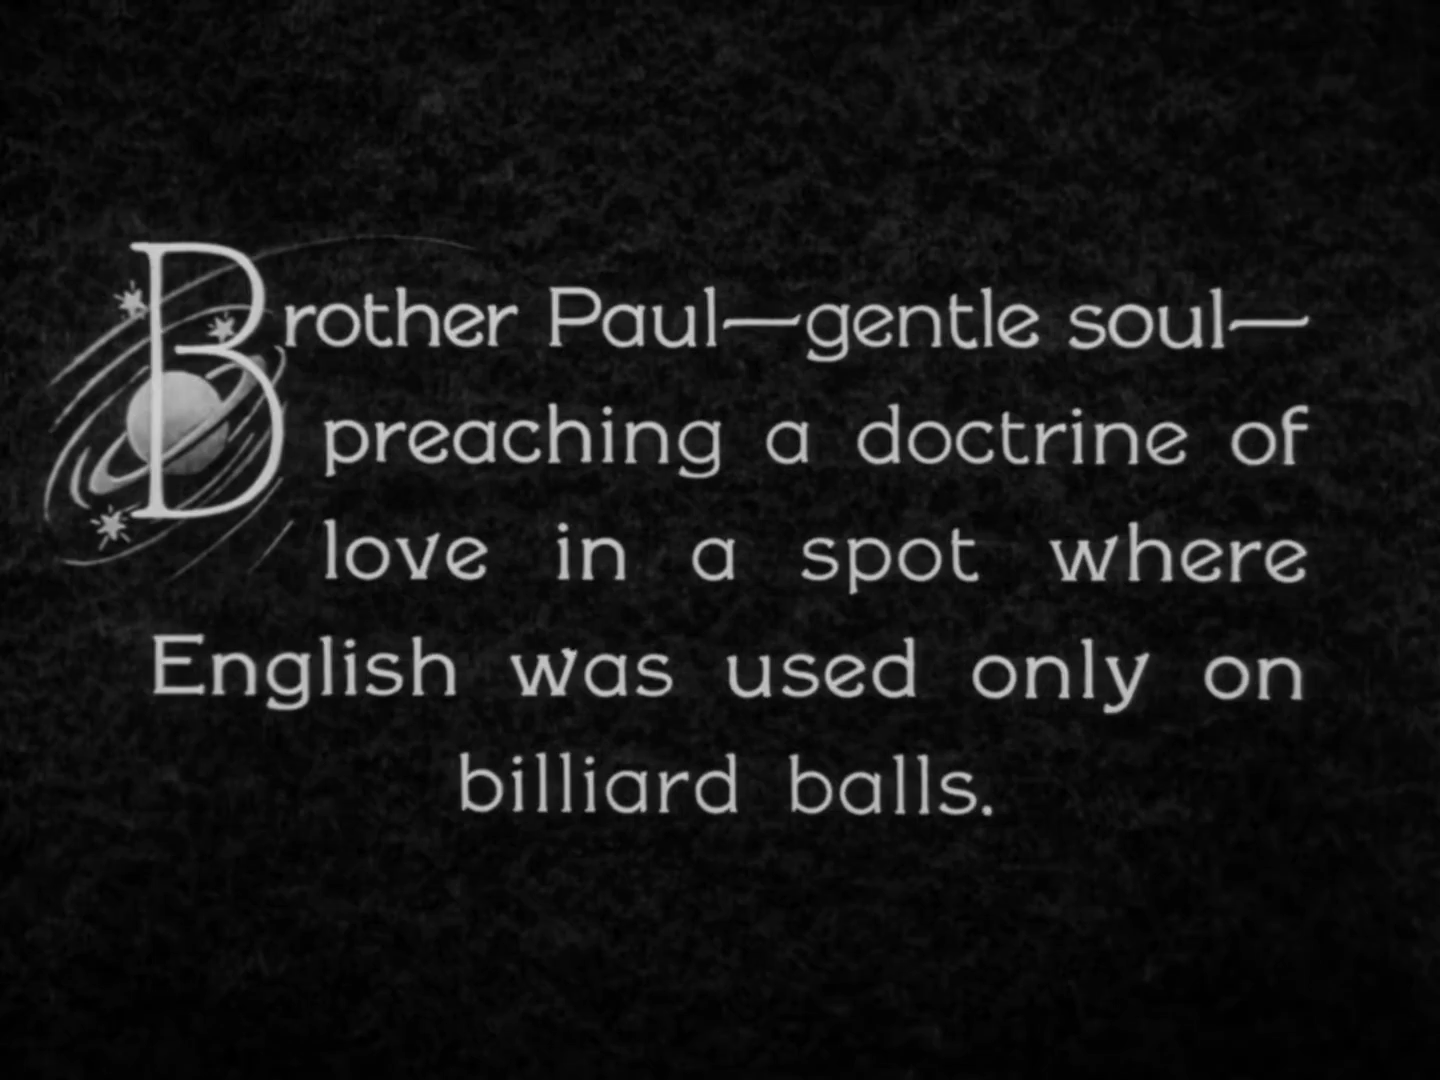 Brother Paul—gentle soul—
preaching a doctrine of
love in a spot where
English was used only on
billiard balls.